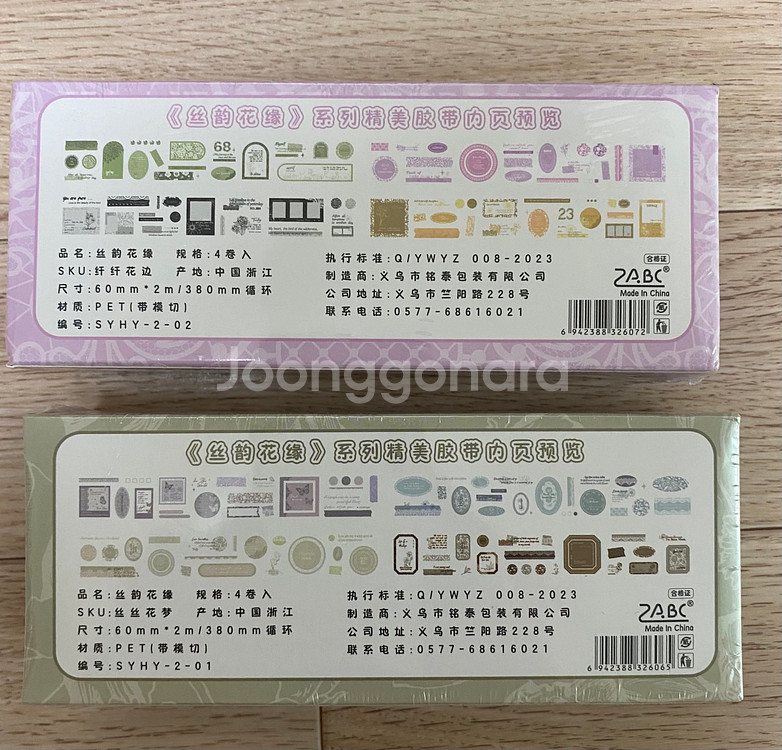 《丝韵花缘》系列精美胶带内页预览
68
23
品名:丝韵花缘 规格:4卷入
SKU:纤纤花边 产地:中国浙江
尺寸:60mm*2m/380mm循环
材质:PET(带模切)
编号:SYHY-2-02
执行标准:Q/YWYZ 008-2023
制造商:义乌市铭泰包装有限公司
公司地址:义乌市竺阳路228号
联系电话:0577-68616021
合格证
ZABC®
Made In China
6 942388 326072
Joonggonara
《丝韵花缘》系列精美胶带内页预览
品名:丝韵花缘 规格:4卷入
SKU:丝丝花梦 产地:中国浙江
尺寸:60mm*2m/380mm循环
材质:PET(带模切)
编号:SYHY-2-01
执行标准:Q/YWYZ 008-2023
制造商:义乌市铭泰包装有限公司
公司地址:义乌市竺阳路228号
联系电话:0577-68616021
合格证
ZABC®
Made In China
6 942388 326065